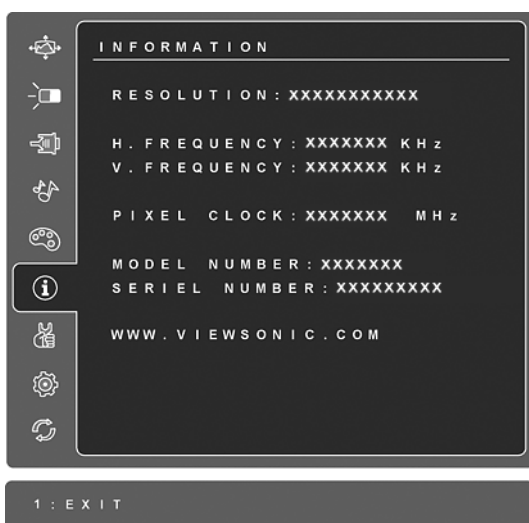 INFORMATION
RESOLUTION: XXXXXXXXXXX
H. FREQUENCY: XXXXXXX KHz
V. FREQUENCY: XXXXXXX KHz
PIXEL CLOCK: XXXXXXX MHz
MODEL NUMBER: XXXXXXX
SERIEL NUMBER: XXXXXXXXX
WWW.VIEWSONIC.COM
1: EXIT